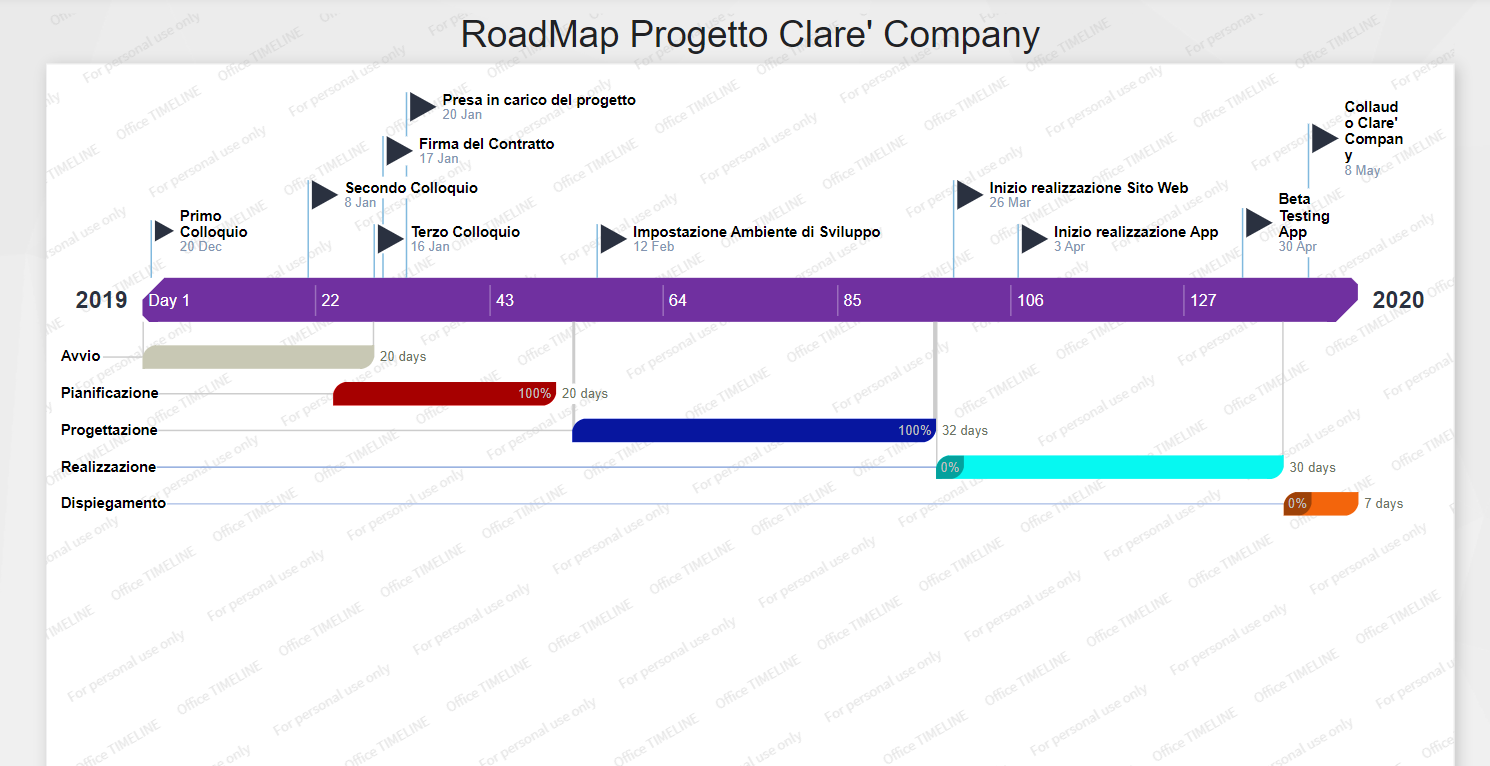 RoadMap Progetto Clare' Company
Presa in carico del progetto
20 Jan
Firma del Contratto
17 Jan
Secondo Colloquio
8 Jan
Primo
Colloquio
20 Dec
Terzo Colloquio
16 Jan
Impostazione Ambiente di Sviluppo
12 Feb
Inizio realizzazione Sito Web
26 Mar
Inizio realizzazione App
3 Apr
Beta
Testing
App
30 Apr
Collaud
o Clare'
Compan
y
8 May
2019
Day 1
22
43
64
85
106
127
2020
Avvio
20 days
Pianificazione
100%
20 days
Progettazione
100%
32 days
Realizzazione
0%
30 days
Dispiegamento
0%
7 days
Office TIMELINE
For personal use only